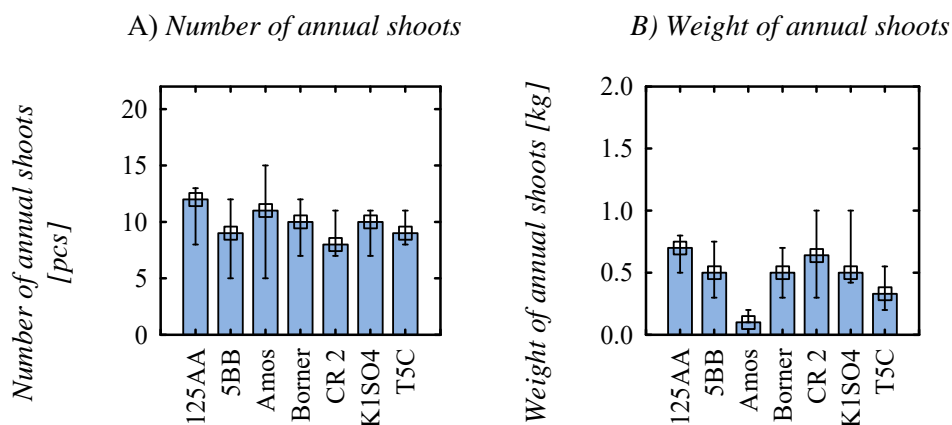 A) Number of annual shoots
Number of annual shoots
[pcs]
20
15
10
5
0
125AA
5BB
Amos
Borner
CR 2
K1SO4
T5C
B) Weight of annual shoots
Weight of annual shoots [kg]
2.0
1.5
1.0
0.5
0.0
125AA
5BB
Amos
Borner
CR 2
K1SO4
T5C